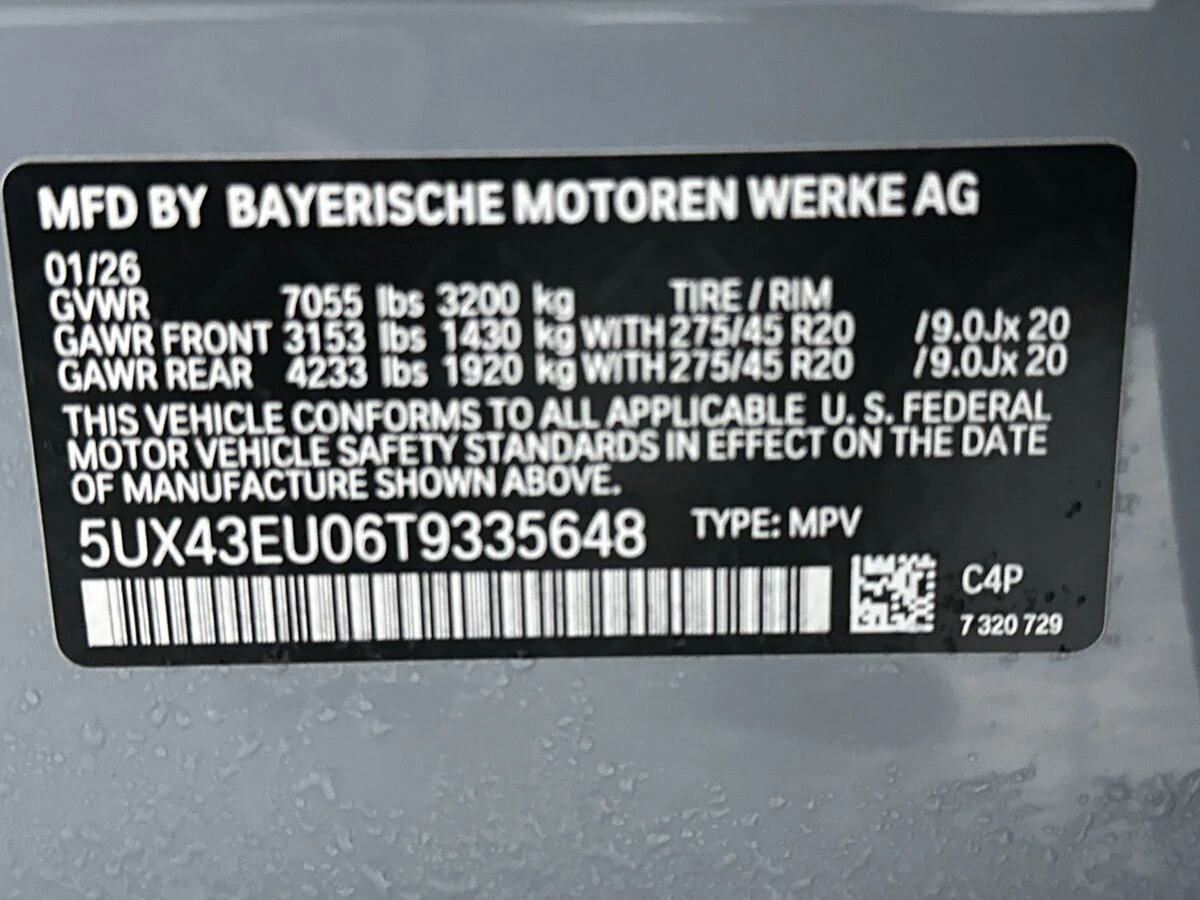 MFD BY BAYERISCHE MOTOREN WERKE AG
01/26
GVWR 7055 lbs 3200 kg TIRE / RIM
GAWR FRONT 3153 lbs 1430 kg WITH 275/45 R20 /9.0Jx 20
GAWR REAR 4233 lbs 1920 kg WITH 275/45 R20 /9.0Jx 20
THIS VEHICLE CONFORMS TO ALL APPLICABLE U. S. FEDERAL
MOTOR VEHICLE SAFETY STANDARDS IN EFFECT ON THE DATE
OF MANUFACTURE SHOWN ABOVE.
5UX43EU06T9335648 TYPE: MPV
C4P
7 320 729